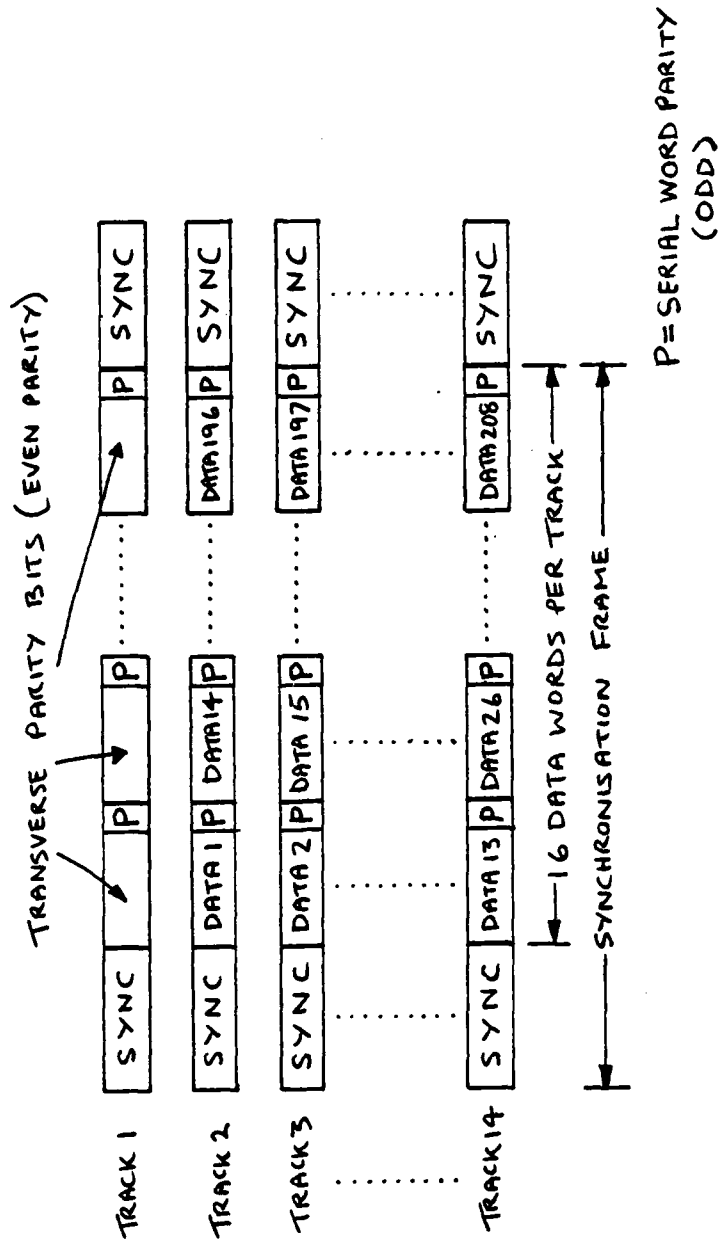 TRANSVERSE PARITY BITS (EVEN PARITY)
TRACK 1 SYNC P P P SYNC
TRACK 2 SYNC DATA 1 P DATA 14 P DATA 196 P SYNC
TRACK 3 SYNC DATA 2 P DATA 15 P DATA 197 P SYNC
TRACK 14 SYNC DATA 13 P DATA 26 P DATA 208 P SYNC
16 DATA WORDS PER TRACK
SYNCHRONISATION FRAME
P = SERIAL WORD PARITY
(ODD)